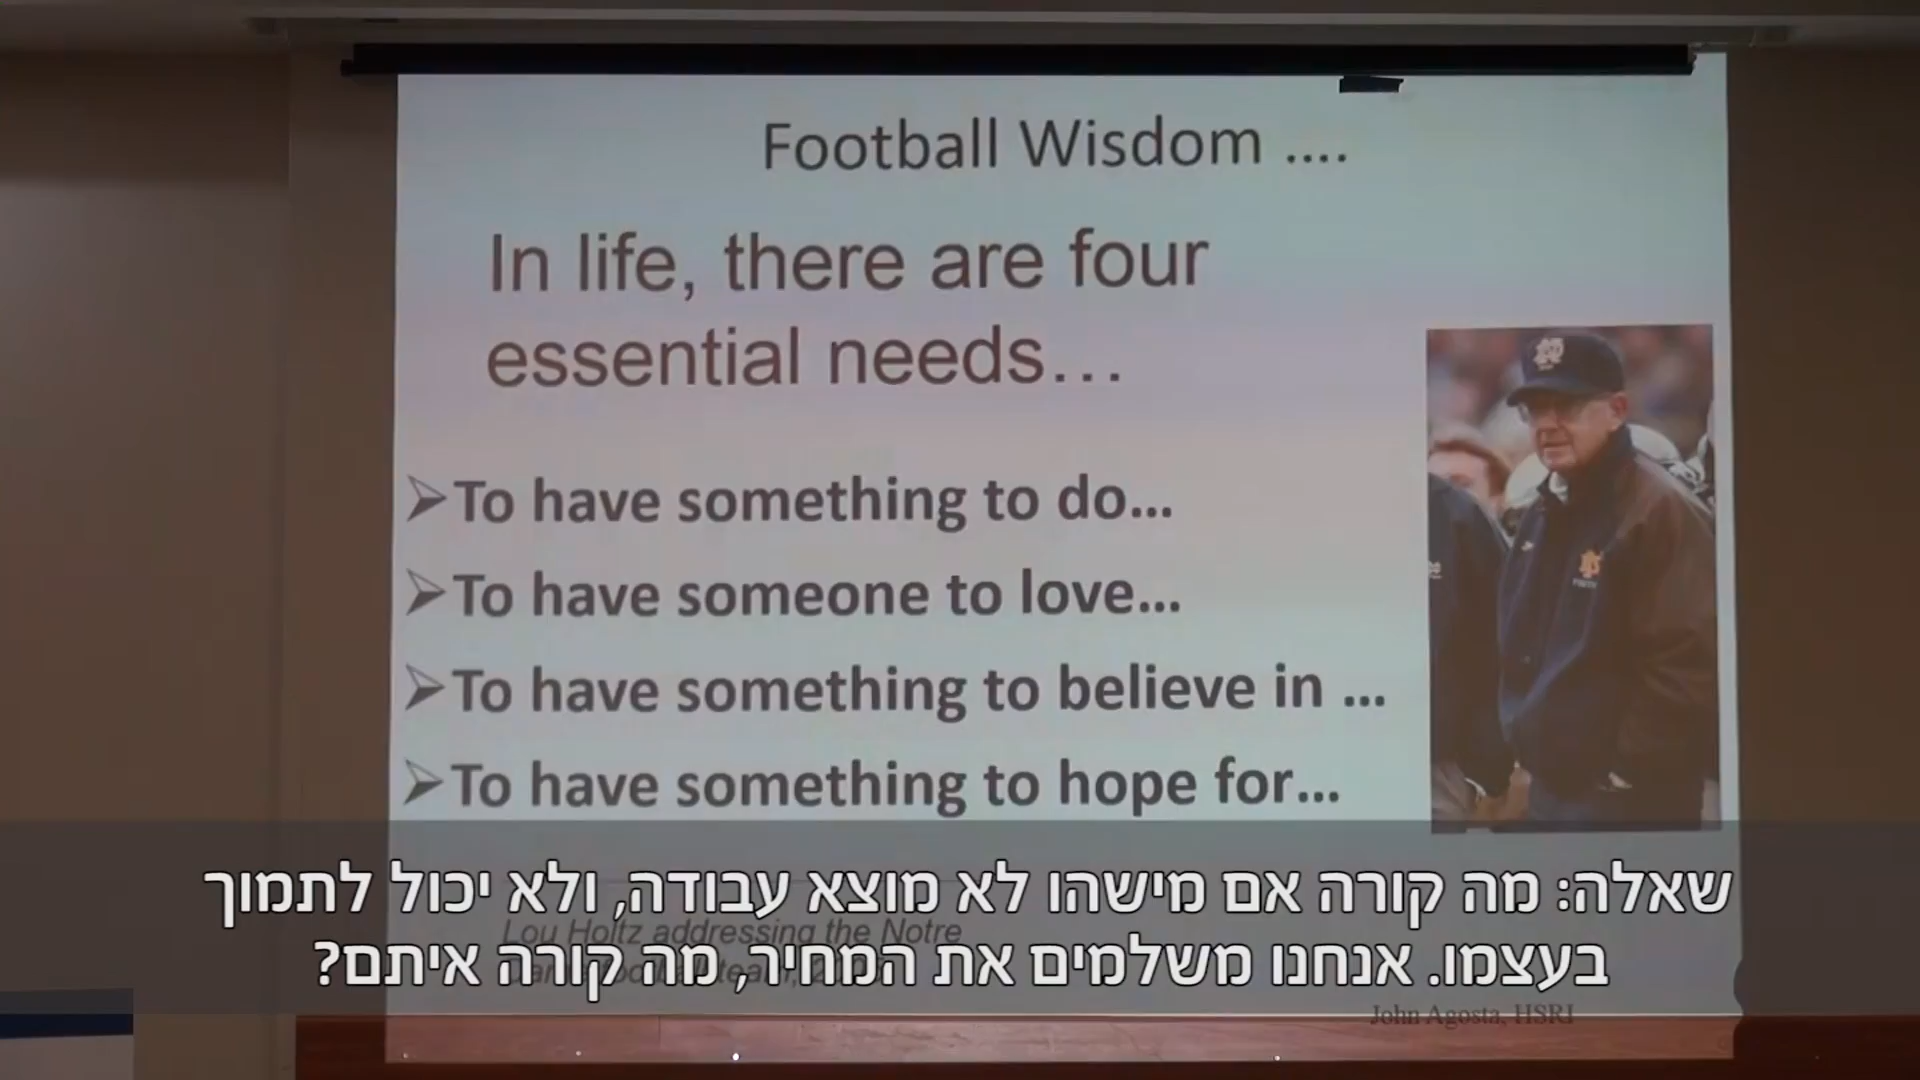 Football Wisdom ....
In life, there are four
essential needs...
To have something to do...
To have someone to love...
To have something to believe in ...
To have something to hope for...
Lou Holtz addressing the Notre
שאלה: מה קורה אם מישהו לא מוצא עבודה, ולא יכול לתמוך
בעצמו. אנחנו משלמים את המחיר, מה קורה איתם?
John Agosta, HSRI